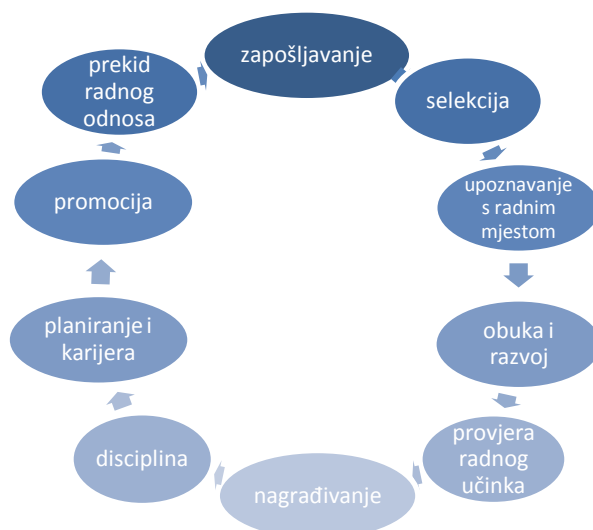 zapošljavanje
selekcija
upoznavanje
s radnim
mjestom
obuka i
razvoj
provjera
radnog
učinka
nagrađivanje
disciplina
planiranje i
karijera
promocija
prekid
radnog
odnosa